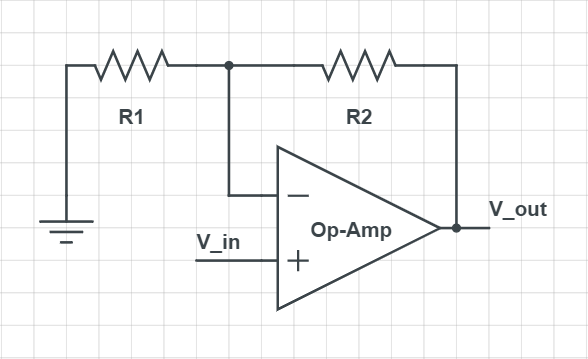 R1
R2
V_in
Op-Amp
V_out
−
+